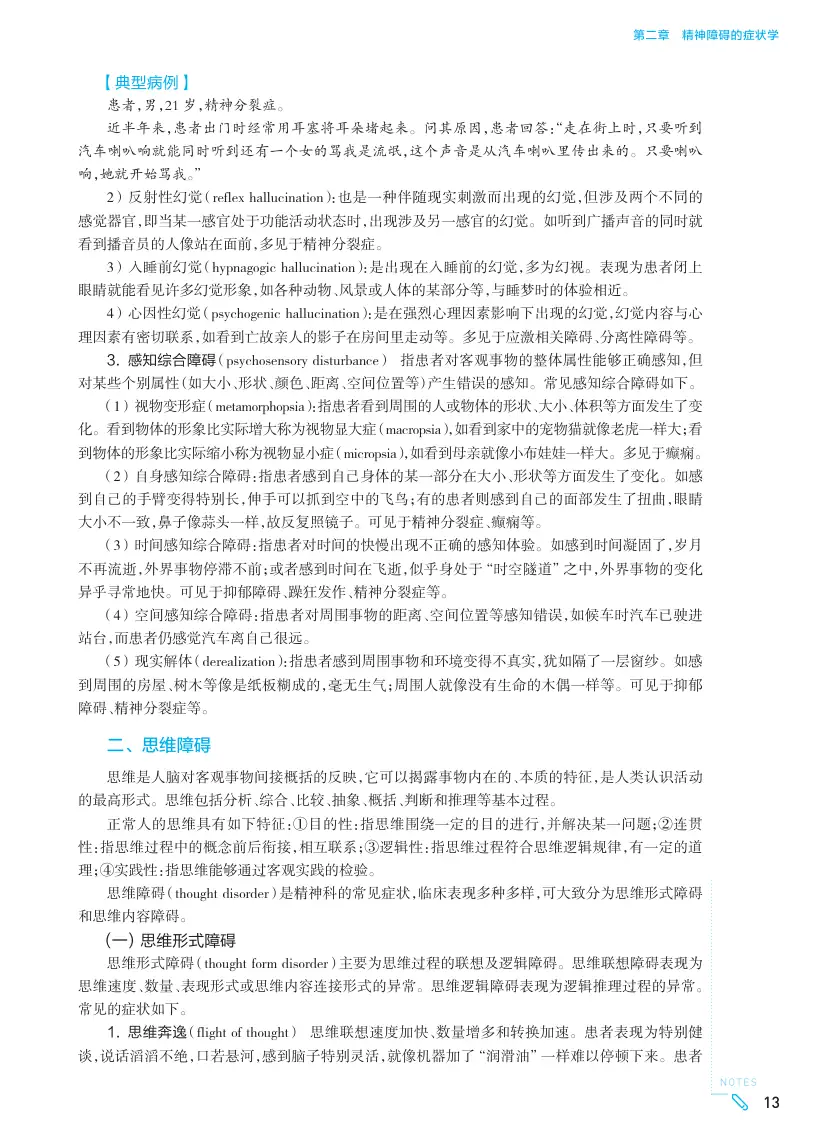 第二章 精神障碍的症状学
【典型病例】
患者,男,21 岁,精神分裂症。
近半年来,患者出门时经常用耳塞将耳朵堵起来。问其原因,患者回答:“走在街上时,只要听到
汽车喇叭响就能同时听到还有一个女的骂我是流氓,这个声音是从汽车喇叭里传出来的。只要喇叭
响,她就开始骂我。”
2)反射性幻觉(reflex hallucination):也是一种伴随现实刺激而出现的幻觉,但涉及两个不同的
感觉器官,即当某一感官处于功能活动状态时,出现涉及另一感官的幻觉。如听到广播声音的同时就
看到播音员的人像站在面前,多见于精神分裂症。
3)入睡前幻觉(hypnagogic hallucination):是出现在入睡前的幻觉,多为幻视。表现为患者闭上
眼睛就能看见许多幻觉形象,如各种动物、风景或人体的某部分等,与睡梦时的体验相近。
4)心因性幻觉(psychogenic hallucination):是在强烈心理因素影响下出现的幻觉,幻觉内容与心
理因素有密切联系,如看到亡故亲人的影子在房间里走动等。多见于应激相关障碍、分离性障碍等。
3. 感知综合障碍(psychosensory disturbance) 指患者对客观事物的整体属性能够正确感知,但
对某些个别属性(如大小、形状、颜色、距离、空间位置等)产生错误的感知。常见感知综合障碍如下。
(1)视物变形症(metamorphopsia):指患者看到周围的人或物体的形状、大小、体积等方面发生了变
化。看到物体的形象比实际增大称为视物显大症(macropsia),如看到家中的宠物猫就像老虎一样大;看
到物体的形象比实际缩小称为视物显小症(micropsia),如看到母亲就像小布娃娃一样大。多见于癫痫。
(2)自身感知综合障碍:指患者感到自己身体的某一部分在大小、形状等方面发生了变化。如感
到自己的手臂变得特别长,伸手可以抓到空中的飞鸟;有的患者则感到自己的面部发生了扭曲,眼睛
大小不一致,鼻子像蒜头一样,故反复照镜子。可见于精神分裂症、癫痫等。
(3)时间感知综合障碍:指患者对时间的快慢出现不正确的感知体验。如感到时间凝固了,岁月
不再流逝,外界事物停滞不前;或者感到时间在飞逝,似乎身处于“时空隧道”之中,外界事物的变化
异乎寻常地快。可见于抑郁障碍、躁狂发作、精神分裂症等。
(4)空间感知综合障碍:指患者对周围事物的距离、空间位置等感知错误,如候车时汽车已驶进
站台,而患者仍感觉汽车离自己很远。
(5)现实解体(derealization):指患者感到周围事物和环境变得不真实,犹如隔了一层窗纱。如感
到周围的房屋、树木等像是纸板糊成的,毫无生气;周围人就像没有生命的木偶一样等。可见于抑郁
障碍、精神分裂症等。
二、思维障碍
思维是人脑对客观事物间接概括的反映,它可以揭露事物内在的、本质的特征,是人类认识活动
的最高形式。思维包括分析、综合、比较、抽象、概括、判断和推理等基本过程。
正常人的思维具有如下特征:①目的性:指思维围绕一定的目的进行,并解决某一问题;②连贯
性:指思维过程中的概念前后衔接,相互联系;③逻辑性:指思维过程符合思维逻辑规律,有一定的道
理;④实践性:指思维能够通过客观实践的检验。
思维障碍(thought disorder)是精神科的常见症状,临床表现多种多样,可大致分为思维形式障碍
和思维内容障碍。
(一)思维形式障碍
思维形式障碍(thought form disorder)主要为思维过程的联想及逻辑障碍。思维联想障碍表现为
思维速度、数量、表现形式或思维内容连接形式的异常。思维逻辑障碍表现为逻辑推理过程的异常。
常见的症状如下。
1. 思维奔逸(flight of thought) 思维联想速度加快、数量增多和转换加速。患者表现为特别健
谈,说话滔滔不绝,口若悬河,感到脑子特别灵活,就像机器加了“润滑油”一样难以停顿下来。患者
NOTES
13